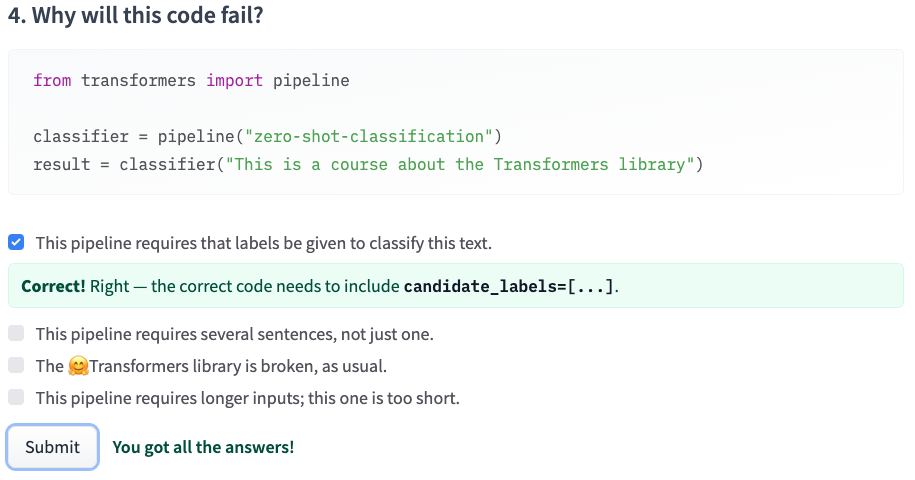 4. Why will this code fail?
from transformers import pipeline
classifier = pipeline("zero-shot-classification")
result = classifier("This is a course about the Transformers library")
This pipeline requires that labels be given to classify this text.
Correct! Right — the correct code needs to include candidate_labels=[...].
This pipeline requires several sentences, not just one.
The 🤗Transformers library is broken, as usual.
This pipeline requires longer inputs; this one is too short.
Submit You got all the answers!